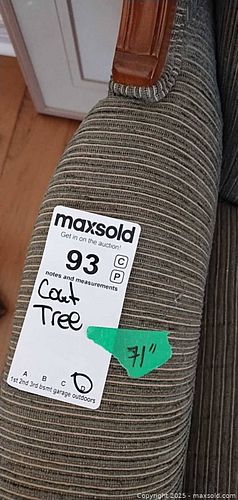 maxsold
Get in on the auction!
93
C
P
notes and measurements
Coat
Tree
71"
A B C D
1st 2nd 3rd bsmt garage outdoors
Copyright 2025 - maxsold.com